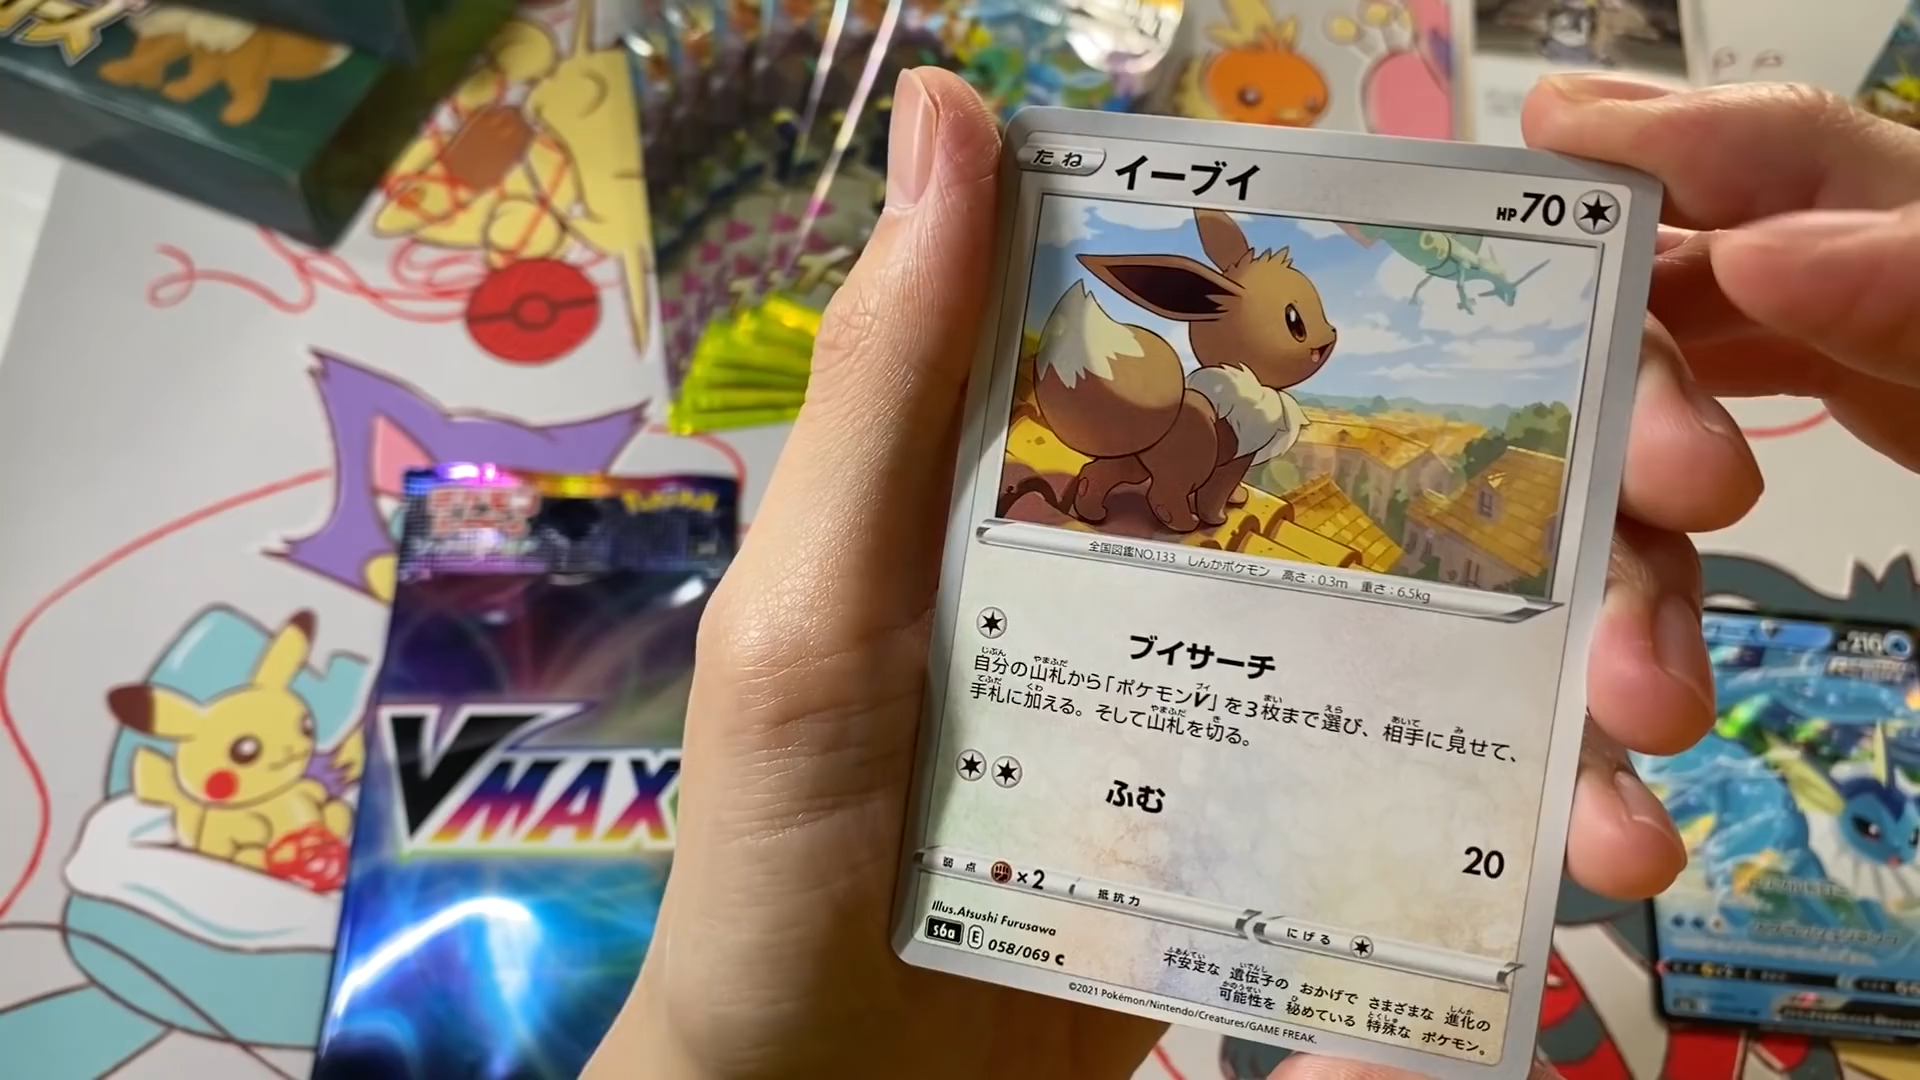 たね イーブイ HP70
全国図鑑NO.133 しんかポケモン 高さ:0.3m 重さ:6.5kg
ブイサーチ
自分の山札から「ポケモンV」を3枚まで選び、相手に見せて、
手札に加える。そして山札を切る。
ふむ
20
弱点 ×2 抵抗力
にげる
Illus.Atsushi Furusawa
s6a E 058/069 C
不安定な 遺伝子の おかげで さまざまな 進化の
可能性を 秘めている 特殊な ポケモン。
©2021 Pokémon/Nintendo/Creatures/GAME FREAK.
Pokémon
VMAX
210